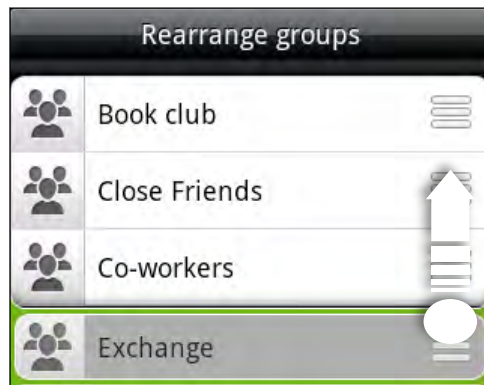 Rearrange groups
Book club
Close Friends
Co-workers
Exchange